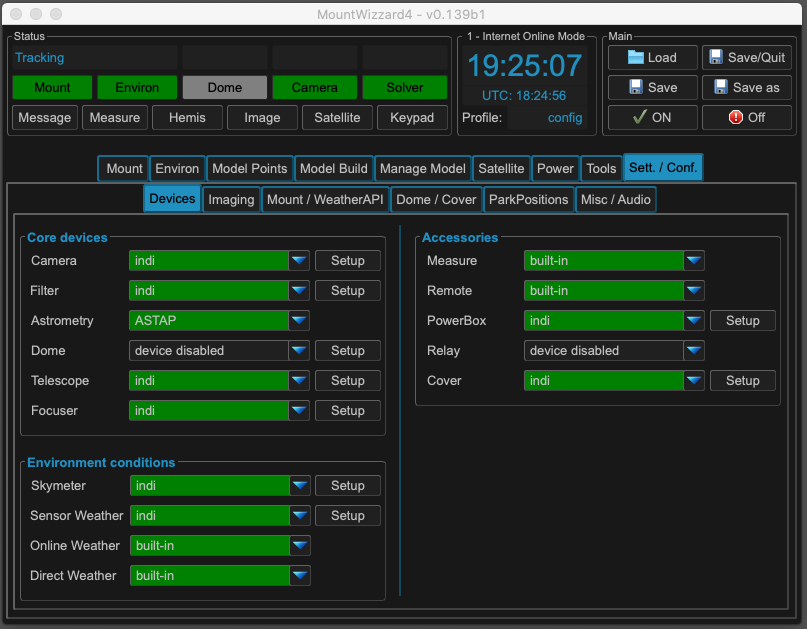 MountWizzard4 - v0.139b1
Status
1 - Internet Online Mode
Main
Tracking
19:25:07
Load
Save/Quit
Mount Environ Dome Camera Solver
UTC: 18:24:56
Save
Save as
Message Measure Hemis Image Satellite Keypad
Profile: config
ON
Off
Mount Environ Model Points Model Build Manage Model Satellite Power Tools Sett. / Conf.
Devices Imaging Mount / WeatherAPI Dome / Cover ParkPositions Misc / Audio
Core devices
Camera indi Setup
Filter indi Setup
Astrometry ASTAP
Dome device disabled Setup
Telescope indi Setup
Focuser indi Setup
Environment conditions
Skymeter indi Setup
Sensor Weather indi Setup
Online Weather built-in
Direct Weather built-in
Accessories
Measure built-in
Remote built-in
PowerBox indi Setup
Relay device disabled
Cover indi Setup